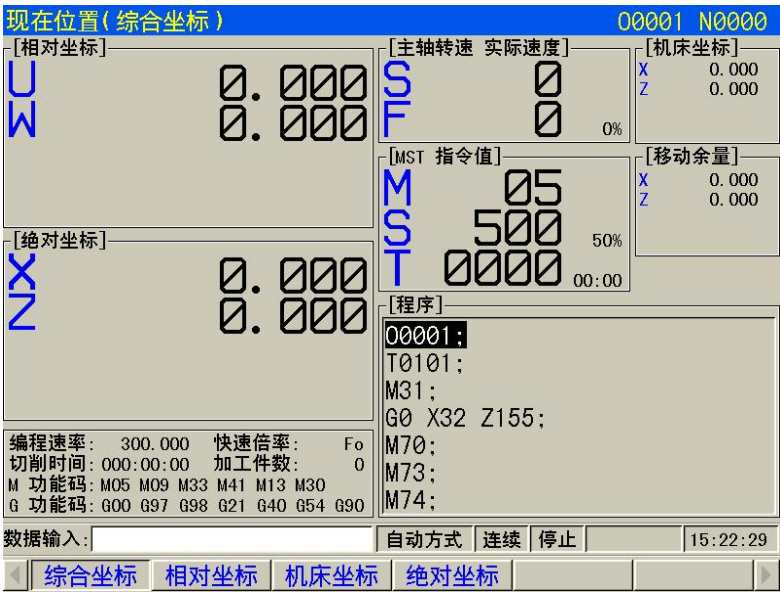 现在位置(综合坐标) O0001 N0000
[相对坐标]
U 0.000
W 0.000
[绝对坐标]
X 0.000
Z 0.000
编程速率: 300.000 快速倍率: Fo
切削时间: 000:00:00 加工件数: 0
M 功能码: M05 M09 M33 M41 M13 M30
G 功能码: G00 G97 G98 G21 G40 G54 G90
[主轴转速 实际速度]
S 0
F 0 0%
[MST 指令值]
M 05
S 500 50%
T 0000 00:00
[机床坐标]
X 0.000
Z 0.000
[移动余量]
X 0.000
Z 0.000
[程序]
O0001;
T0101;
M31;
G0 X32 Z155;
M70;
M73;
M74;
数据输入: 自动方式 连续 停止 15:22:29
综合坐标 相对坐标 机床坐标 绝对坐标